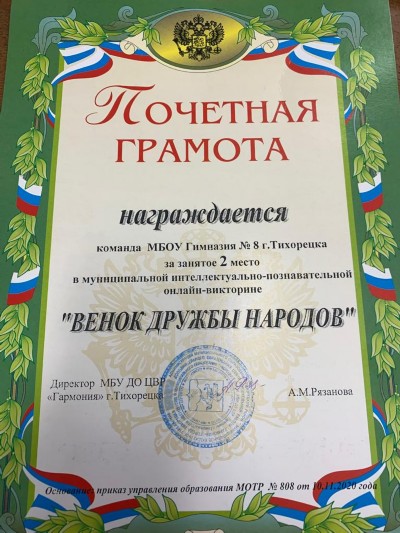 Почетная
грамота
награждается
команда МБОУ Гимназия № 8 г.Тихорецка
за занятое 2 место
в муниципальной интеллектуально-познавательной
онлайн-викторине
"ВЕНОК ДРУЖБЫ НАРОДОВ"
Директор МБУ ДО ЦВР
«Гармония» г.Тихорецка
А.М.Рязанова
Основание: приказ управления образования МОТР № 808 от 10.11.2020 года